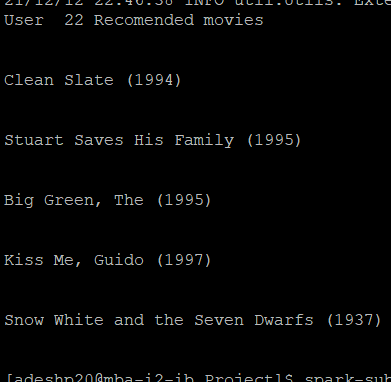 21/12/12 22:46:38 INFO util.Utils: Exte
User  22 Recomended movies
Clean Slate (1994)
Stuart Saves His Family (1995)
Big Green, The (1995)
Kiss Me, Guido (1997)
Snow White and the Seven Dwarfs (1937)
[adeshp20@mba-i2-ib Project]$ spark-sub